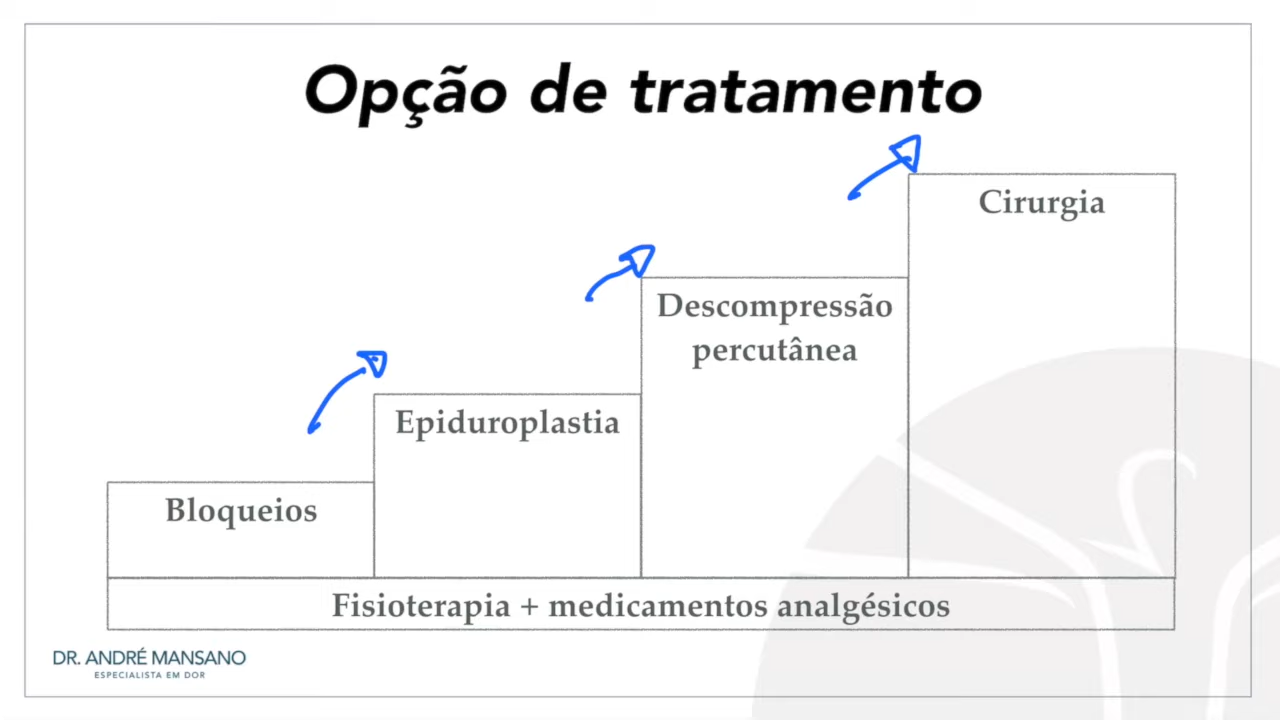 Opção de tratamento
Cirurgia
Descompressão
percutânea
Epiduroplastia
Bloqueios
Fisioterapia + medicamentos analgésicos
DR. ANDRÉ MANSANO
ESPECIALISTA EM DOR